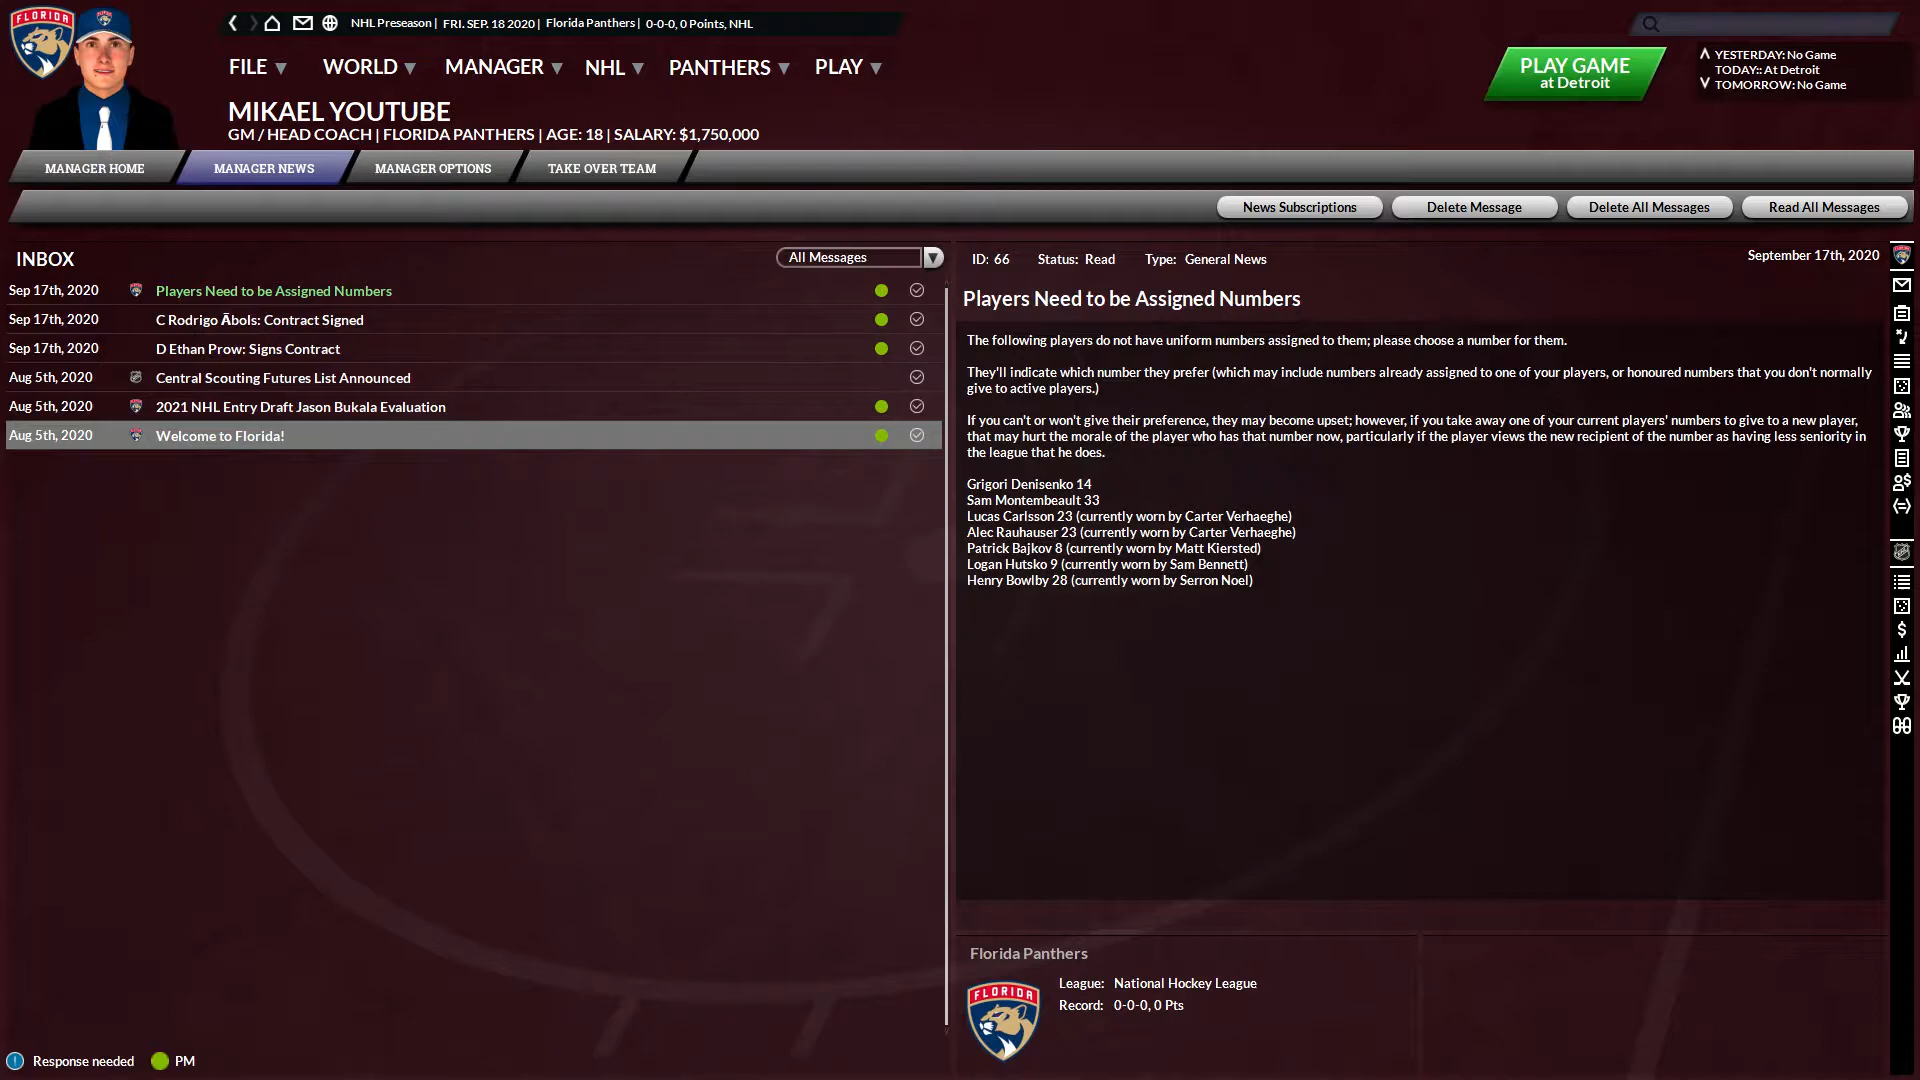 NHL Preseason | FRI. SEP. 18 2020 | Florida Panthers | 0-0-0, 0 Points, NHL
FILE WORLD MANAGER NHL PANTHERS PLAY
PLAY GAME
at Detroit
YESTERDAY: No Game
TODAY:: At Detroit
TOMORROW: No Game
MIKAEL YOUTUBE
GM / HEAD COACH | FLORIDA PANTHERS | AGE: 18 | SALARY: $1,750,000
MANAGER HOME MANAGER NEWS MANAGER OPTIONS TAKE OVER TEAM
News Subscriptions Delete Message Delete All Messages Read All Messages
INBOX All Messages
Sep 17th, 2020 Players Need to be Assigned Numbers
Sep 17th, 2020 C Rodrigo Ābols: Contract Signed
Sep 17th, 2020 D Ethan Prow: Signs Contract
Aug 5th, 2020 Central Scouting Futures List Announced
Aug 5th, 2020 2021 NHL Entry Draft Jason Bukala Evaluation
Aug 5th, 2020 Welcome to Florida!
ID: 66 Status: Read Type: General News September 17th, 2020
Players Need to be Assigned Numbers
The following players do not have uniform numbers assigned to them; please choose a number for them.
They'll indicate which number they prefer (which may include numbers already assigned to one of your players, or honoured numbers that you don't normally
give to active players.)
If you can't or won't give their preference, they may become upset; however, if you take away one of your current players' numbers to give to a new player,
that may hurt the morale of the player who has that number now, particularly if the player views the new recipient of the number as having less seniority in
the league that he does.
Grigori Denisenko 14
Sam Montembeault 33
Lucas Carlsson 23 (currently worn by Carter Verhaeghe)
Alec Rauhauser 23 (currently worn by Carter Verhaeghe)
Patrick Bajkov 8 (currently worn by Matt Kiersted)
Logan Hutsko 9 (currently worn by Sam Bennett)
Henry Bowlby 28 (currently worn by Serron Noel)
Florida Panthers
FLORIDA
League: National Hockey League
Record: 0-0-0, 0 Pts
Response needed PM
FLORIDA